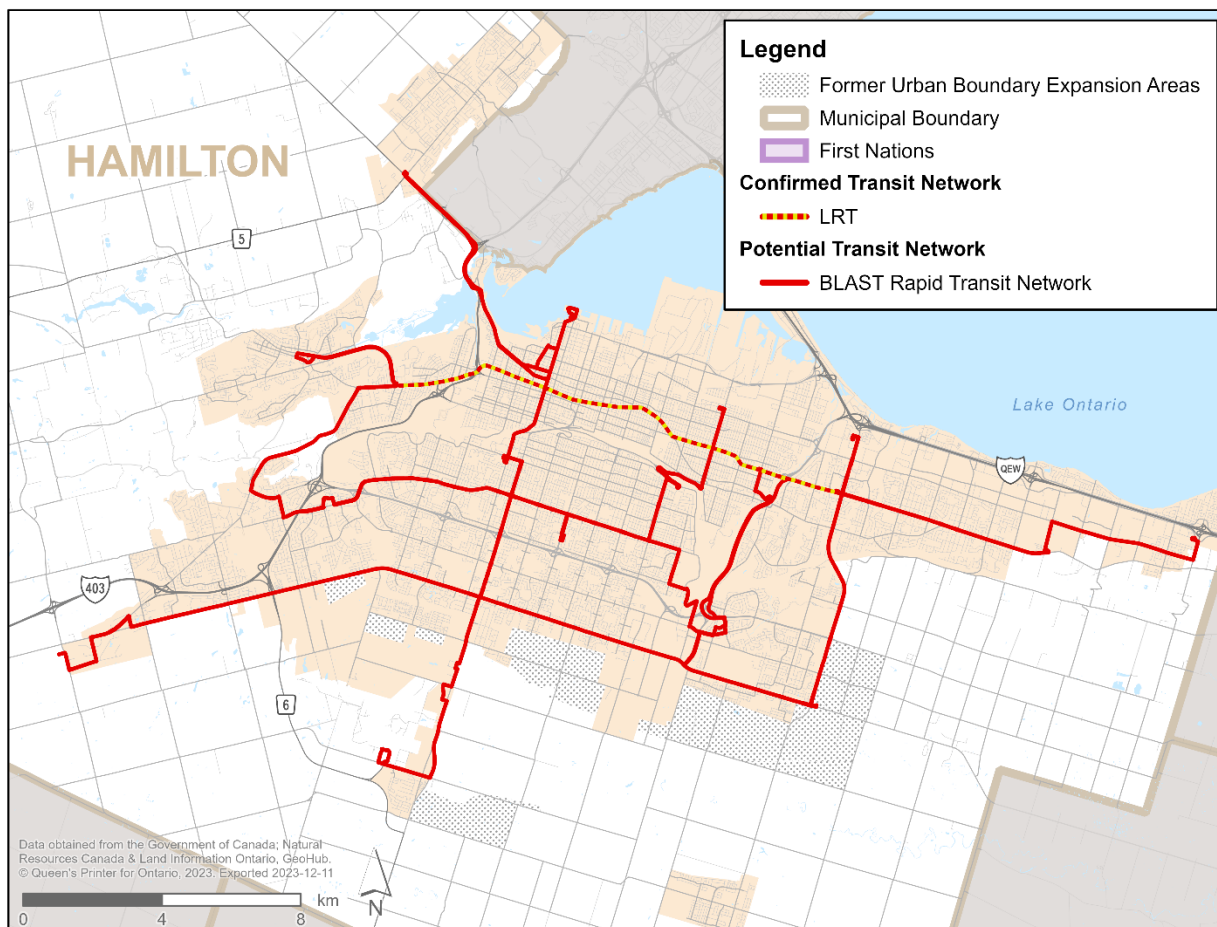 Legend
Former Urban Boundary Expansion Areas
Municipal Boundary
First Nations
Confirmed Transit Network
LRT
Potential Transit Network
BLAST Rapid Transit Network
HAMILTON
5
Lake Ontario
QEW
403
6
Data obtained from the Government of Canada; Natural
Resources Canada & Land Information Ontario, GeoHub.
© Queen's Printer for Ontario, 2023. Exported 2023-12-11
km
0 4 8
N